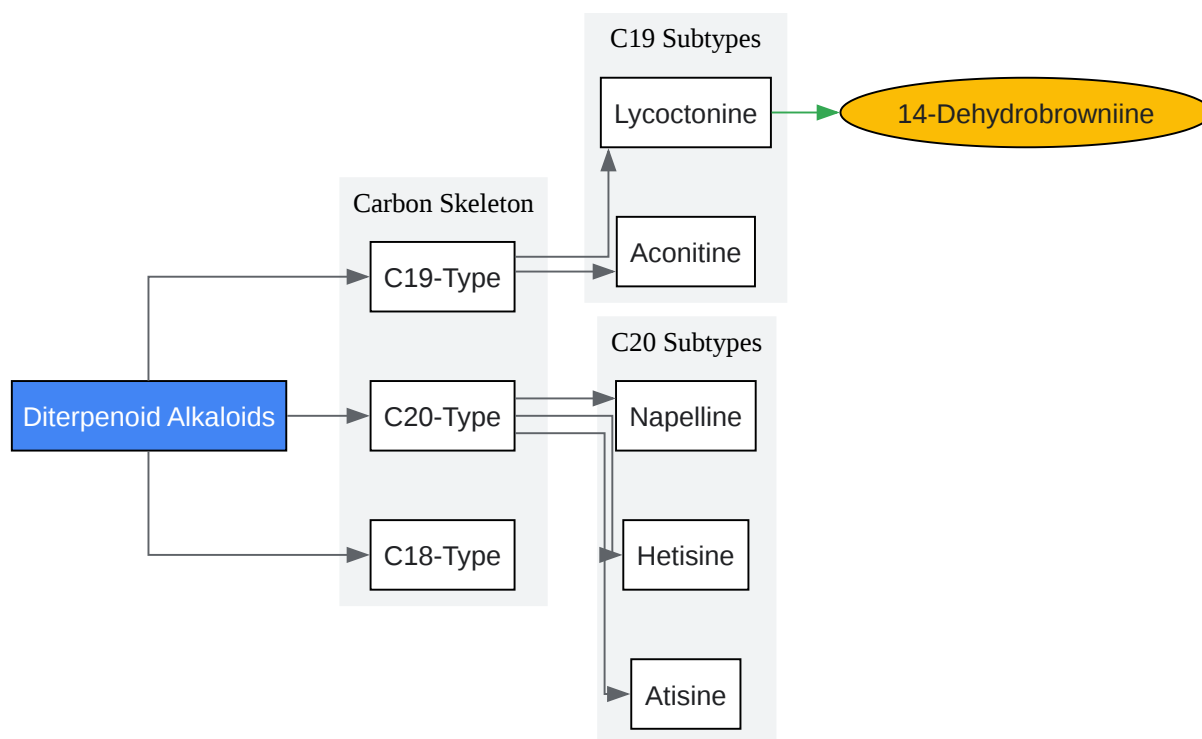 C19 Subtypes
Lycoctonine
14-Dehydrobrowniine
Carbon Skeleton
Aconitine
C19-Type
C20 Subtypes
Diterpenoid Alkaloids
C20-Type
Napelline
C18-Type
Hetisine
Atisine